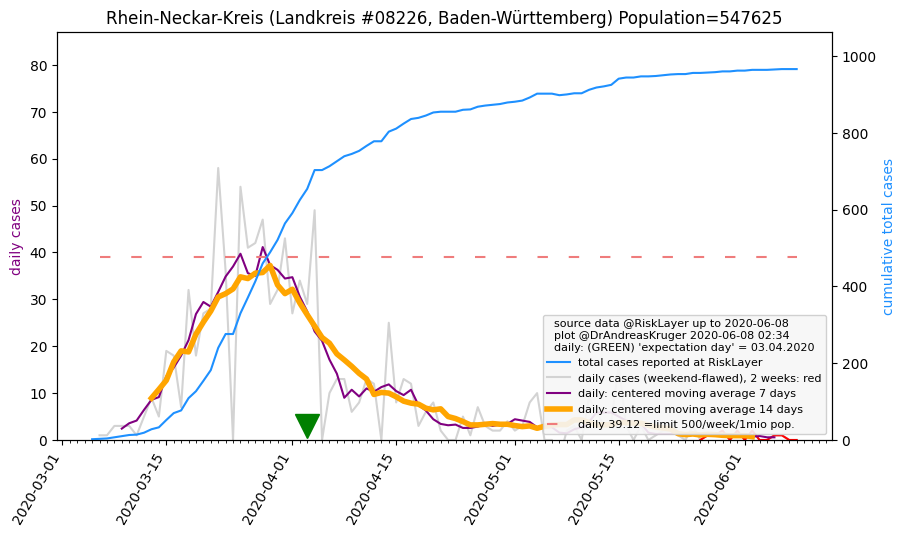 Rhein-Neckar-Kreis (Landkreis #08226, Baden-Württemberg) Population=547625
daily cases
80
70
60
50
40
30
20
10
0
1000
800
600
400
200
0
cumulative total cases
source data @RiskLayer up to 2020-06-08
plot @DrAndreasKruger 2020-06-08 02:34
daily: (GREEN) 'expectation day' = 03.04.2020
total cases reported at RiskLayer
daily cases (weekend-flawed), 2 weeks: red
daily: centered moving average 7 days
daily: centered moving average 14 days
daily 39.12 =limit 500/week/1mio pop.
2020-03-01
2020-03-15
2020-04-01
2020-04-15
2020-05-01
2020-05-15
2020-06-01